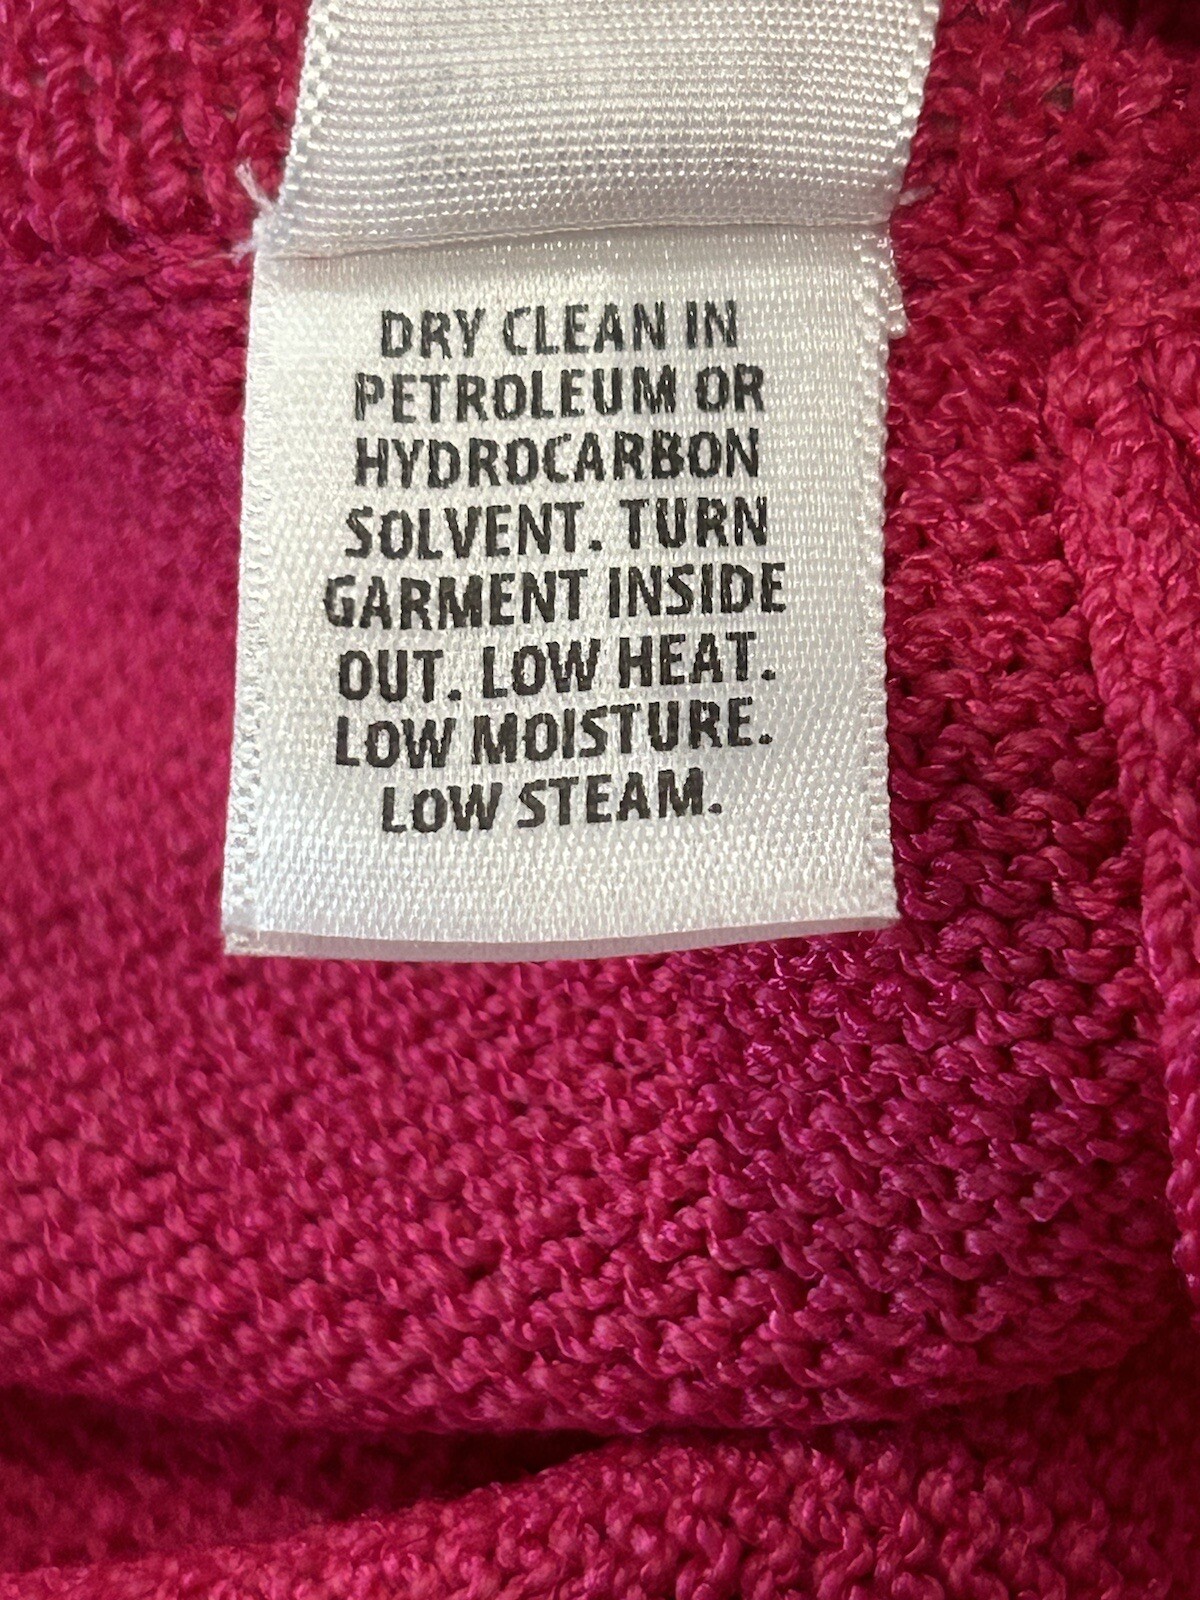 DRY CLEAN IN
PETROLEUM OR
HYDROCARBON
SOLVENT. TURN
GARMENT INSIDE
OUT. LOW HEAT.
LOW MOISTURE.
LOW STEAM.